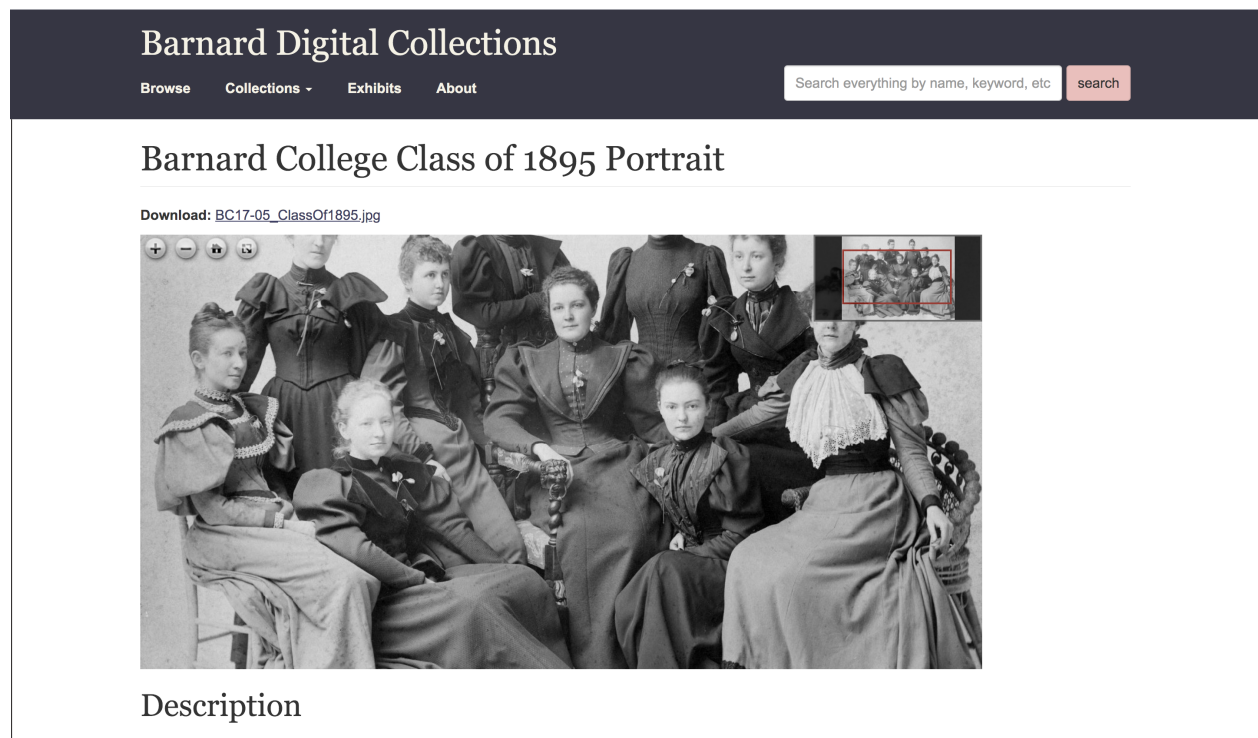 Barnard Digital Collections
Browse Collections Exhibits About
Search everything by name, keyword, etc search
Barnard College Class of 1895 Portrait
Download: BC17-05_ClassOf1895.jpg
Description